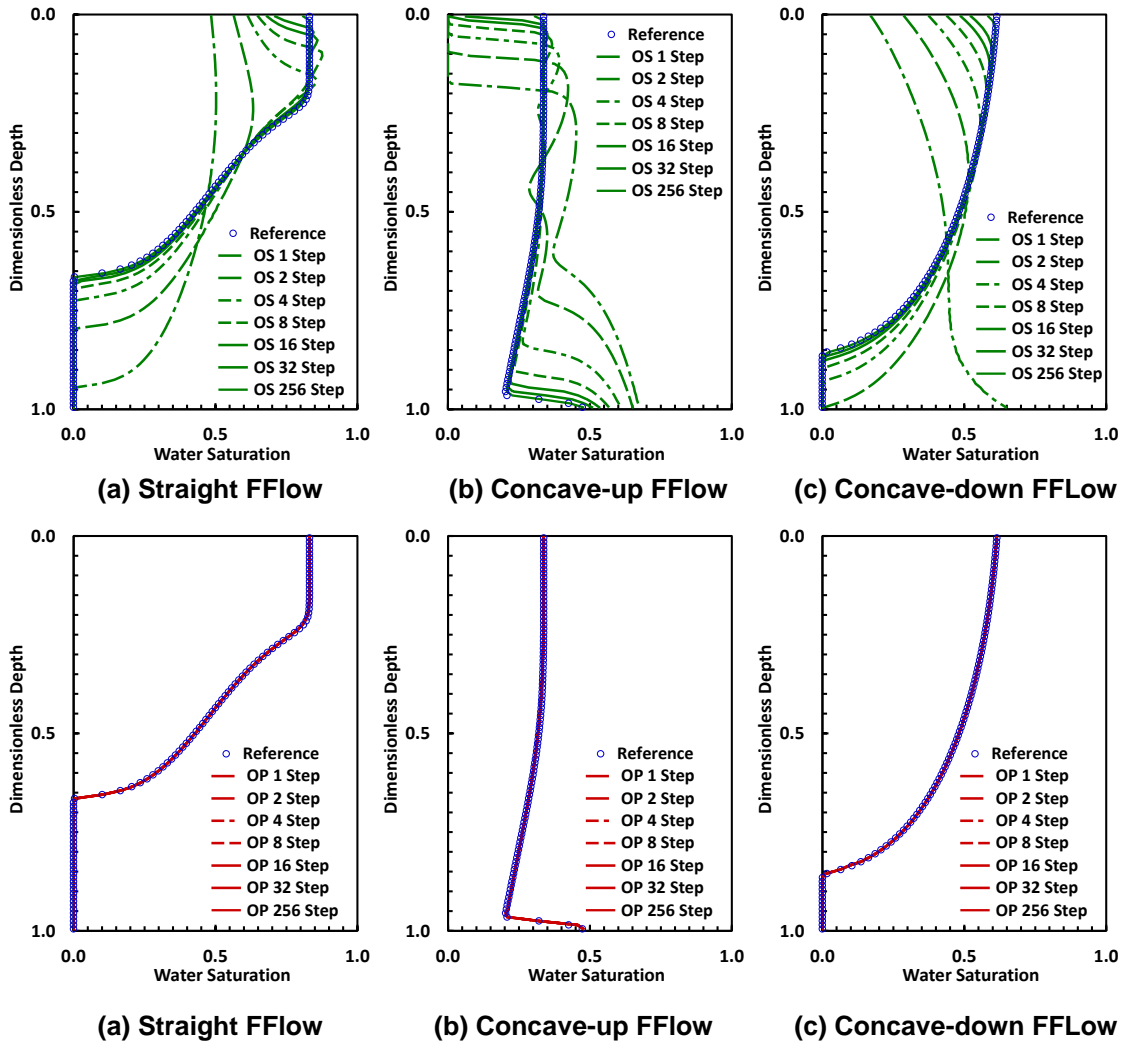 0.0
0.5
1.0
Dimensionless Depth
Reference
OS 1 Step
OS 2 Step
OS 4 Step
OS 8 Step
OS 16 Step
OS 32 Step
OS 256 Step
0.0 0.5 1.0
Water Saturation
(a) Straight FFlow
0.0
0.5
1.0
Dimensionless Depth
Reference
OS 1 Step
OS 2 Step
OS 4 Step
OS 8 Step
OS 16 Step
OS 32 Step
OS 256 Step
0.0 0.5 1.0
Water Saturation
(b) Concave-up FFlow
0.0
0.5
1.0
Dimensionless Depth
Reference
OS 1 Step
OS 2 Step
OS 4 Step
OS 8 Step
OS 16 Step
OS 32 Step
OS 256 Step
0.0 0.5 1.0
Water Saturation
(c) Concave-down FFLow
0.0
0.5
1.0
Dimensionless Depth
Reference
OP 1 Step
OP 2 Step
OP 4 Step
OP 8 Step
OP 16 Step
OP 32 Step
OP 256 Step
0.0 0.5 1.0
Water Saturation
(a) Straight FFlow
0.0
0.5
1.0
Dimensionless Depth
Reference
OP 1 Step
OP 2 Step
OP 4 Step
OP 8 Step
OP 16 Step
OP 32 Step
OP 256 Step
0.0 0.5 1.0
Water Saturation
(b) Concave-up FFlow
0.0
0.5
1.0
Dimensionless Depth
Reference
OP 1 Step
OP 2 Step
OP 4 Step
OP 8 Step
OP 16 Step
OP 32 Step
OP 256 Step
0.0 0.5 1.0
Water Saturation
(c) Concave-down FFLow